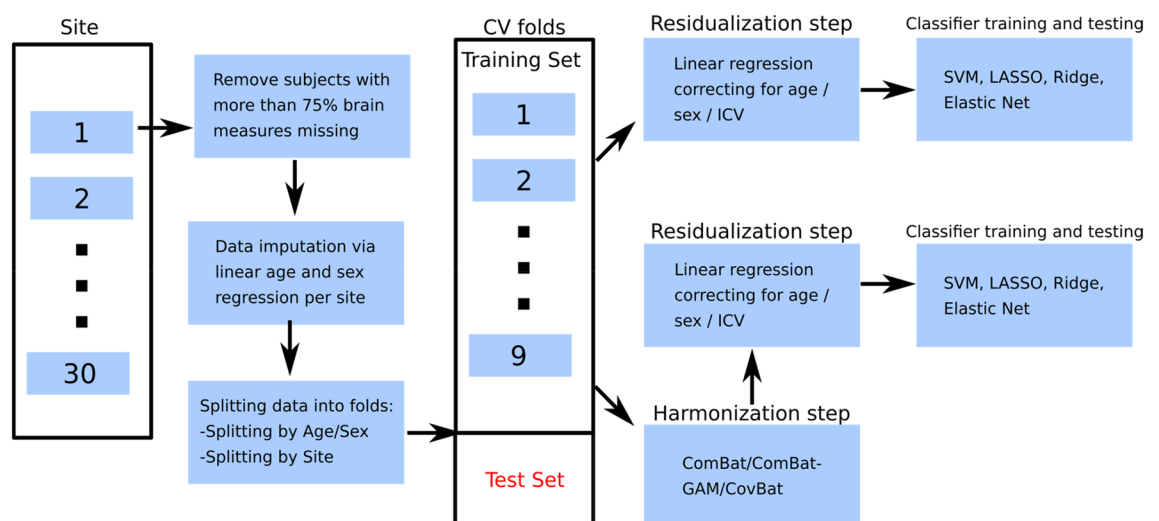 Site
1
2
30
Remove subjects with
more than 75% brain
measures missing
Data imputation via
linear age and sex
regression per site
Splitting data into folds:
-Splitting by Age/Sex
-Splitting by Site
CV folds
Training Set
1
2
9
Test Set
Residualization step
Linear regression
correcting for age /
sex / ICV
Classifier training and testing
SVM, LASSO, Ridge,
Elastic Net
Residualization step
Linear regression
correcting for age /
sex / ICV
Classifier training and testing
SVM, LASSO, Ridge,
Elastic Net
Harmonization step
ComBat/ComBat-
GAM/CovBat